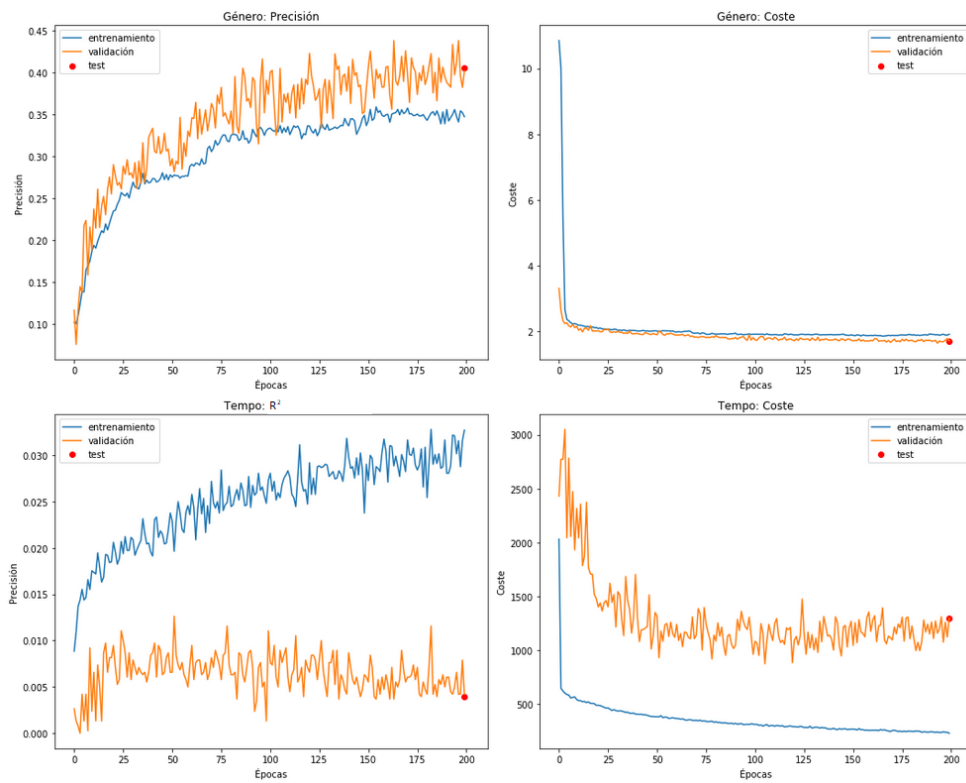 Género: Precisión
Precisión
0.45
0.40
0.35
0.30
0.25
0.20
0.15
0.10
entrenamiento
validación
test
0 25 50 75 100 125 150 175 200
Épocas
Género: Coste
Coste
10
8
6
4
2
entrenamiento
validación
test
0 25 50 75 100 125 150 175 200
Épocas
Tempo: R²
Precisión
0.030
0.025
0.020
0.015
0.010
0.005
0.000
entrenamiento
validación
test
0 25 50 75 100 125 150 175 200
Épocas
Tempo: Coste
Coste
3000
2500
2000
1500
1000
500
entrenamiento
validación
test
0 25 50 75 100 125 150 175 200
Épocas